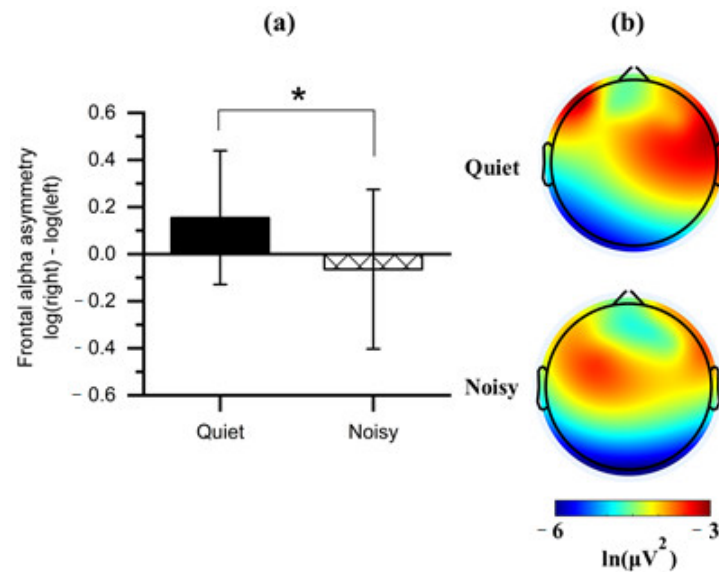 (a)
(b)
*
Frontal alpha asymmetry
log(right) - log(left)
0.6
0.4
0.2
0.0
- 0.2
- 0.4
- 0.6
Quiet
Noisy
Quiet
Noisy
- 6
- 3
ln(μV²)